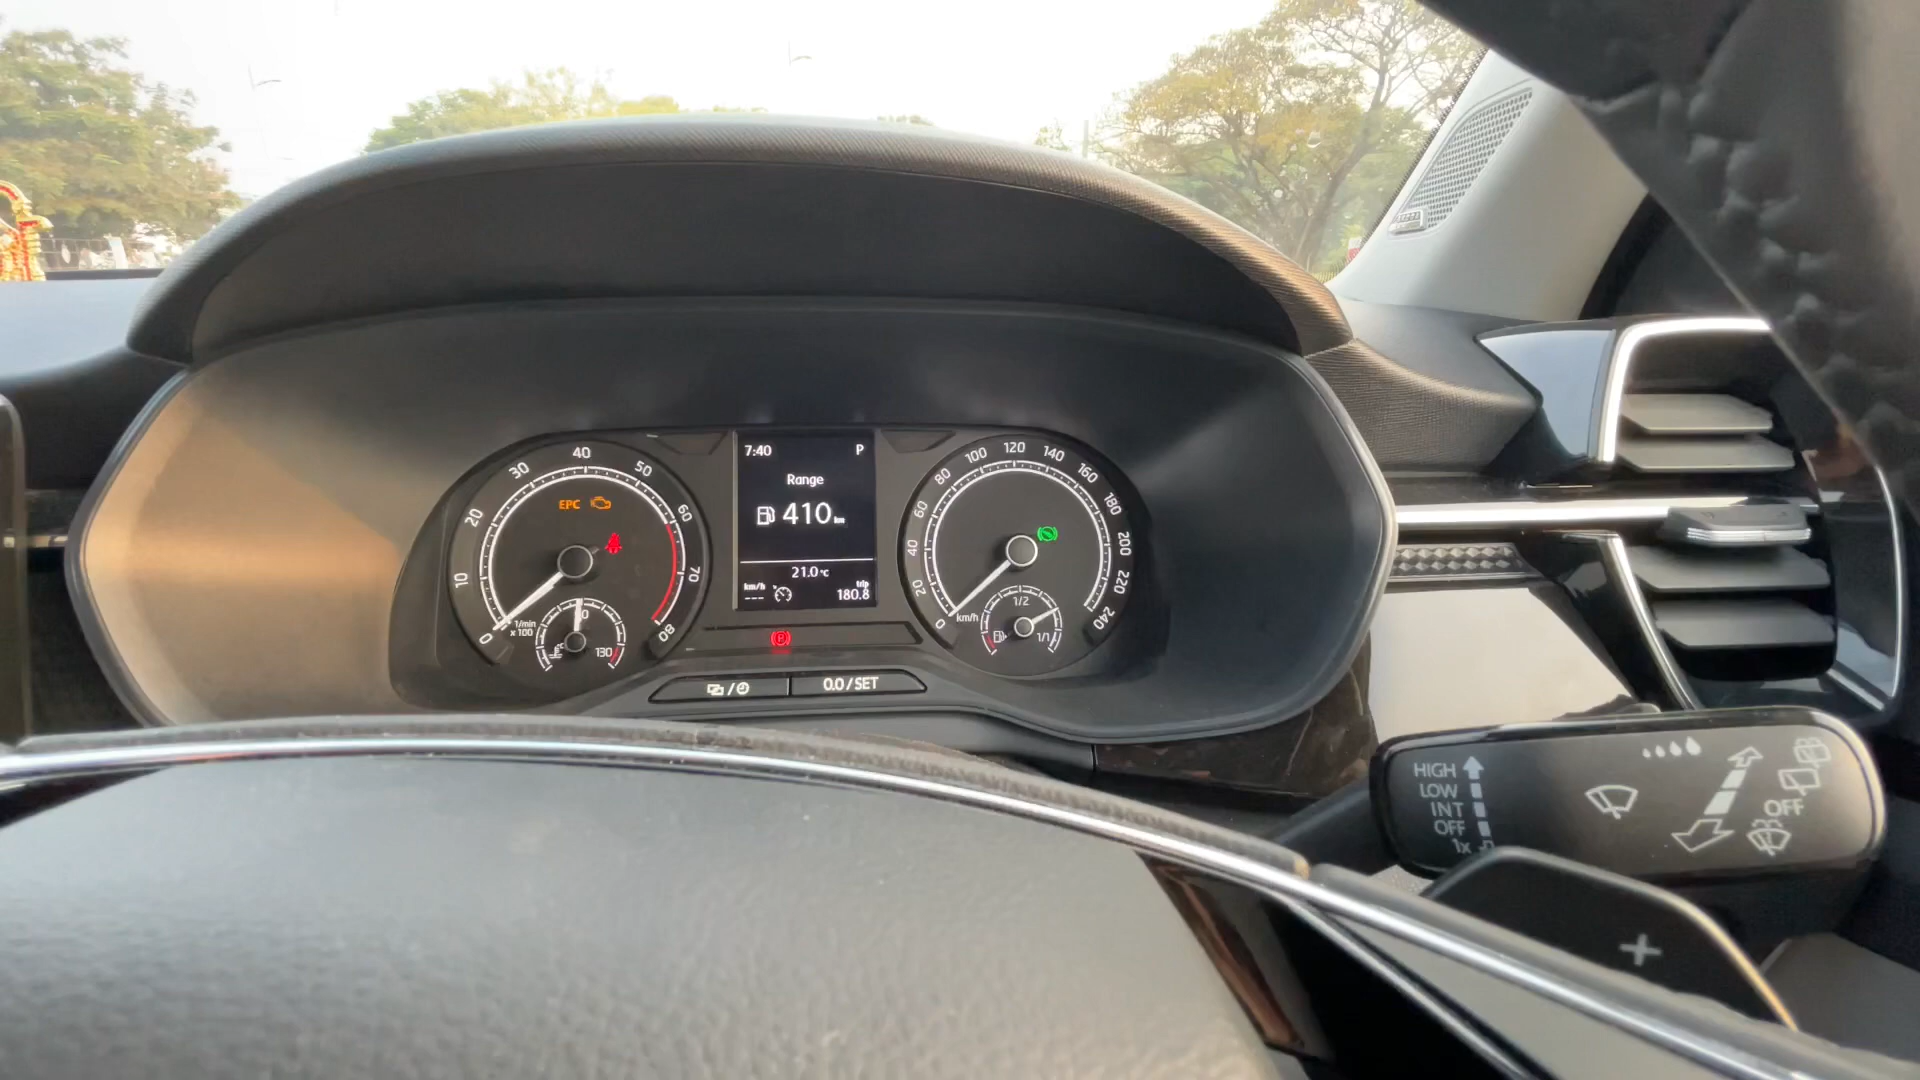 0
10
20
30
40
50
60
70
80
1/min
x 100
EPC
130
7:40
P
Range
410 km
21.0 °C
km/h
---
trip
180.8
0
20
40
60
80
100
120
140
160
180
200
220
240
km/h
1/2
1/1
0.0 / SET
HIGH
LOW
INT
OFF
1x
OFF
+